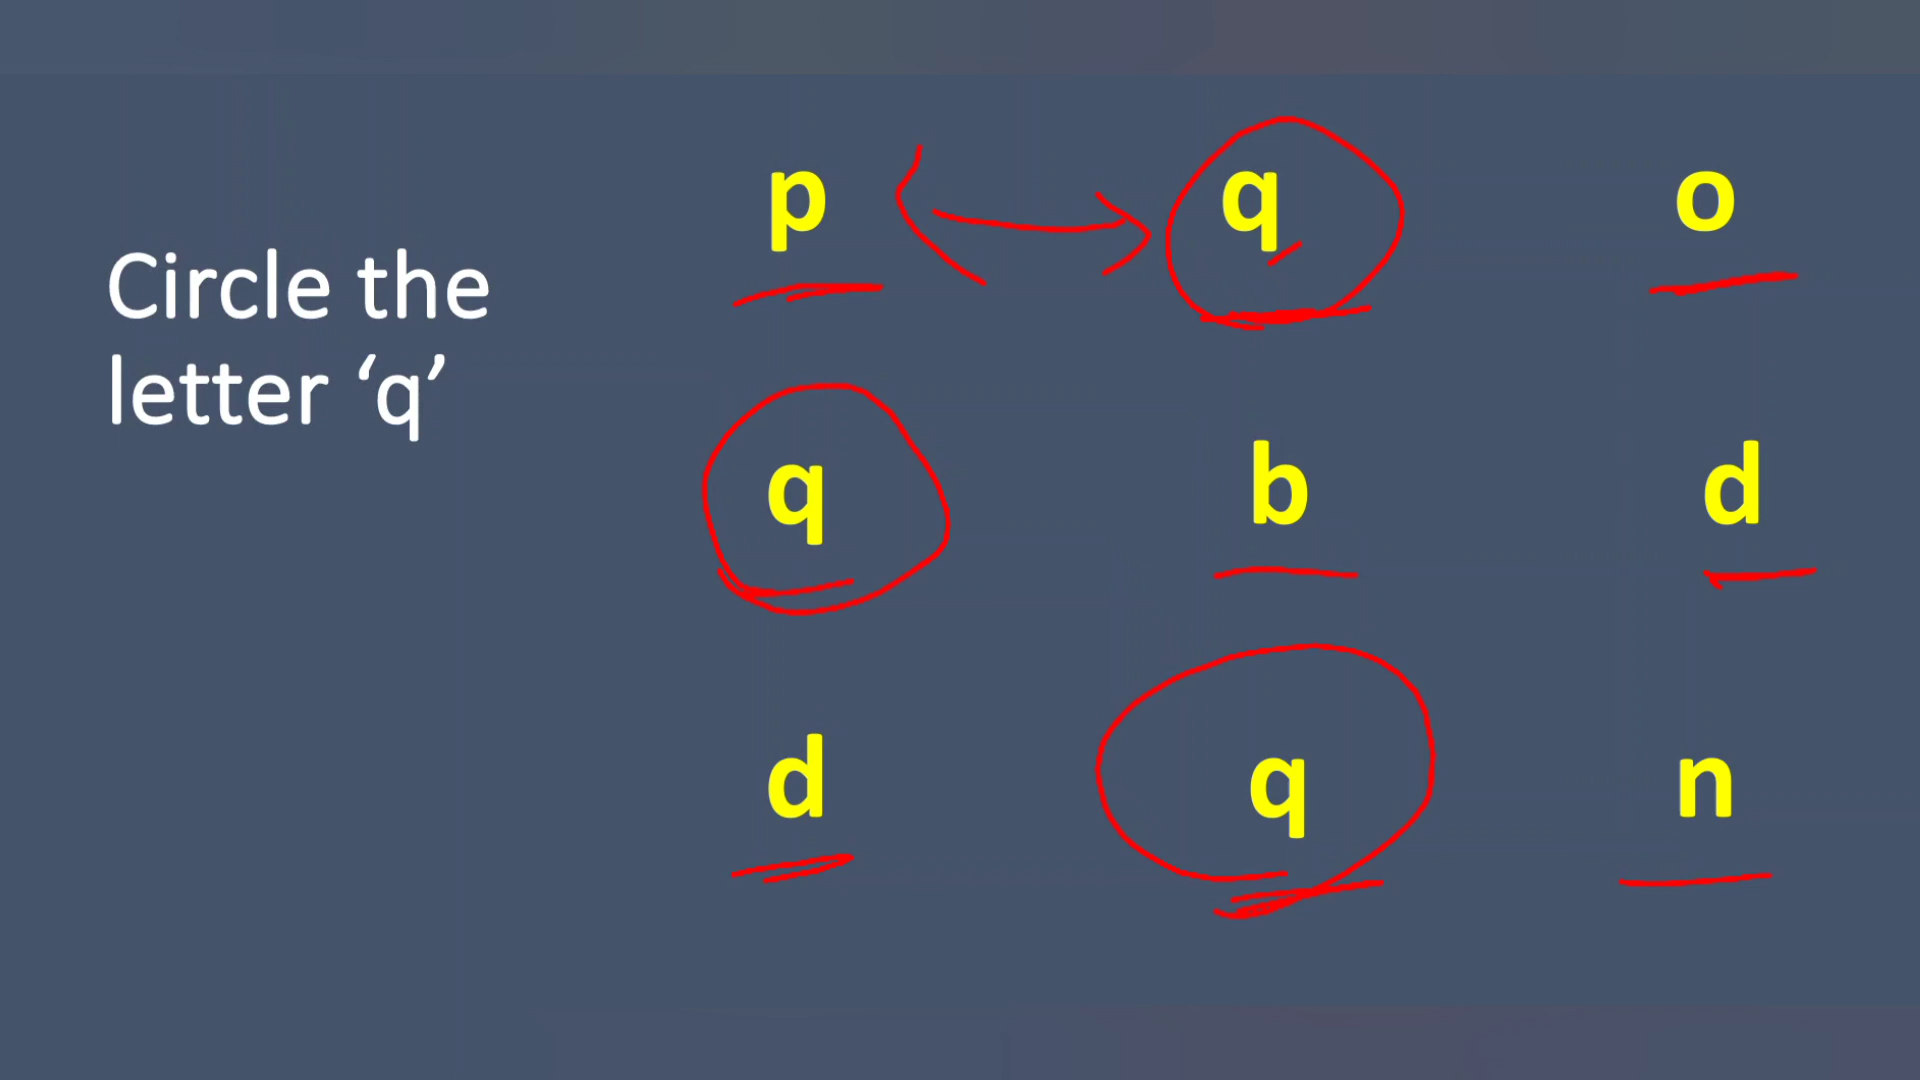 Circle the
letter ‘q’
p q o
q b d
d q n